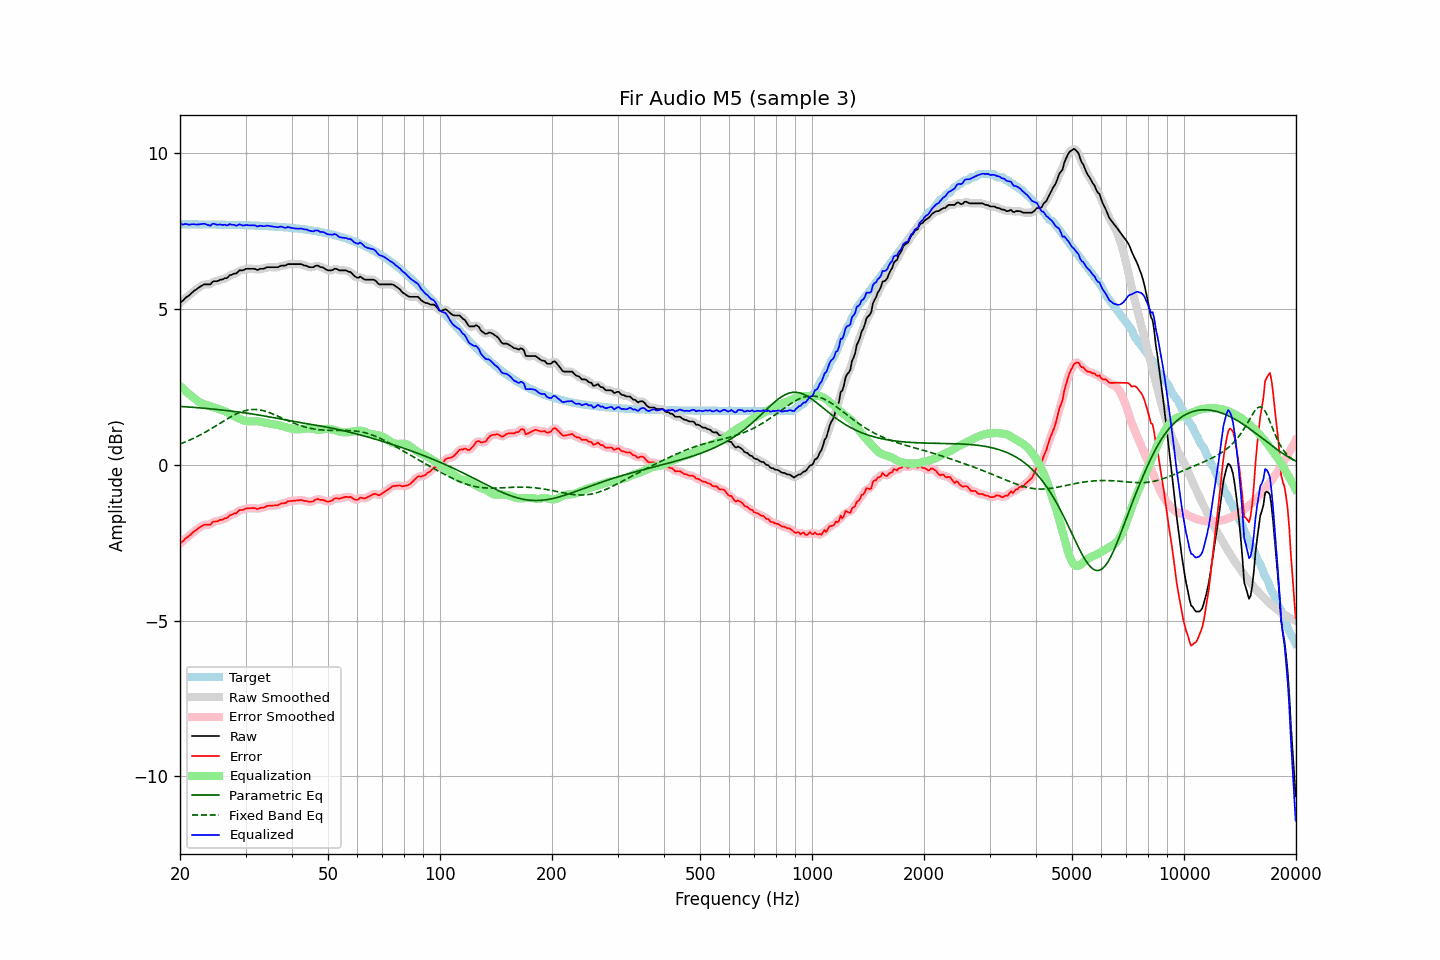 Fir Audio M5 (sample 3)
Amplitude (dBr)
10
5
0
−5
−10
Target
Raw Smoothed
Error Smoothed
Raw
Error
Equalization
Parametric Eq
Fixed Band Eq
Equalized
20 50 100 200 500 1000 2000 5000 10000 20000
Frequency (Hz)